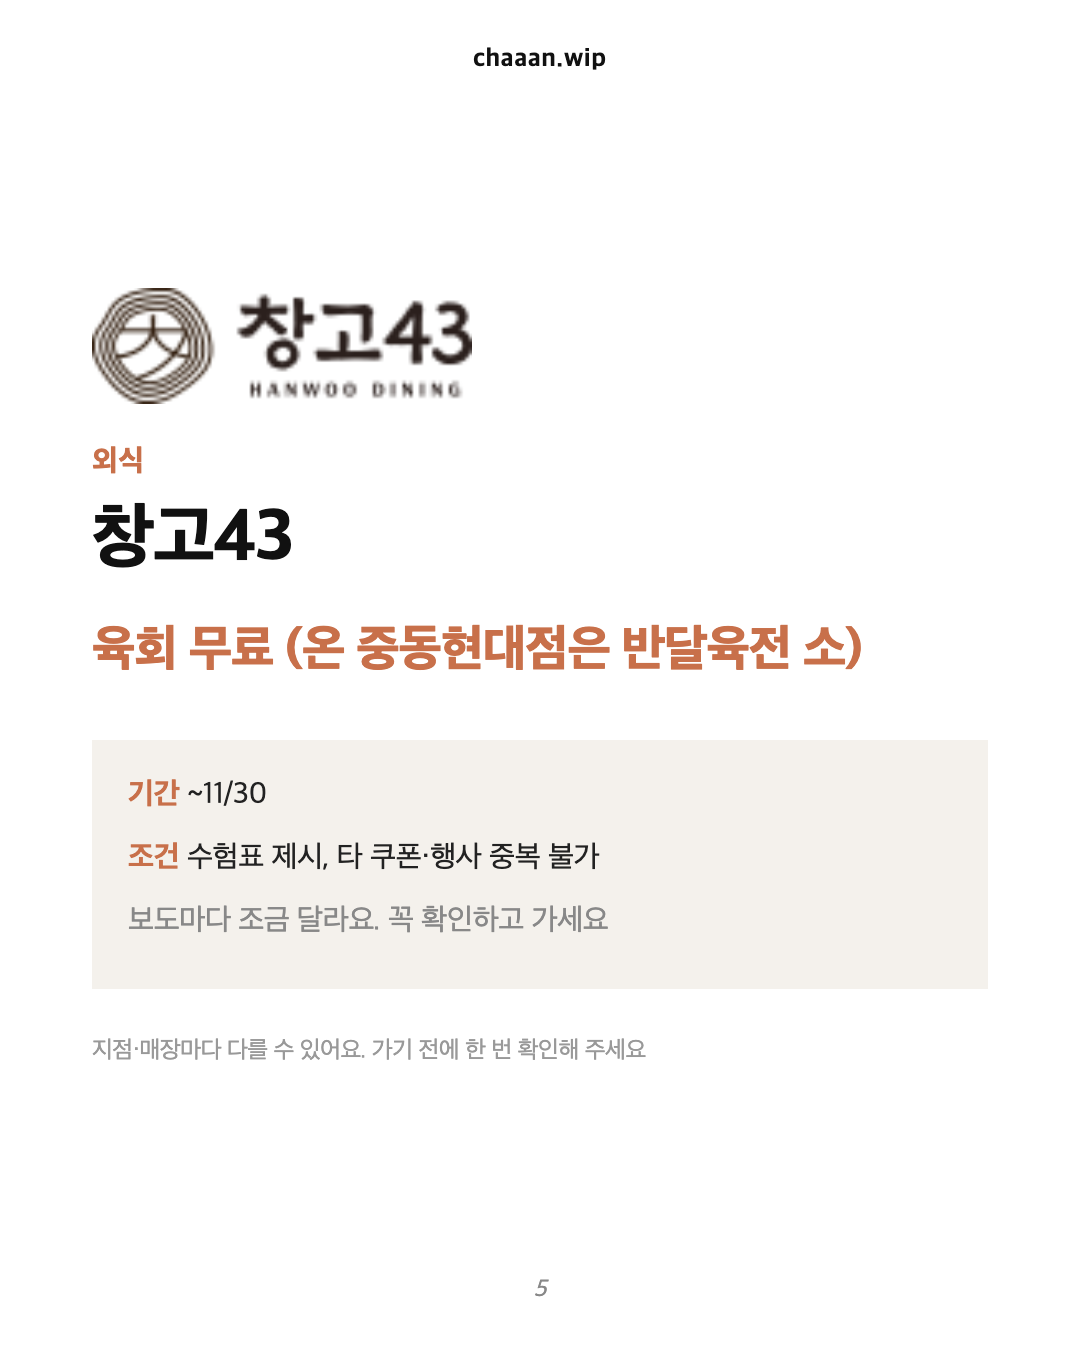 chaaan.wip
창고43
HANWOO DINING
외식
창고43
육회 무료 (온 중동현대점은 반달육전 소)
기간 ~11/30
조건 수험표 제시, 타 쿠폰·행사 중복 불가
보도마다 조금 달라요. 꼭 확인하고 가세요
지점·매장마다 다를 수 있어요. 가기 전에 한 번 확인해 주세요
5